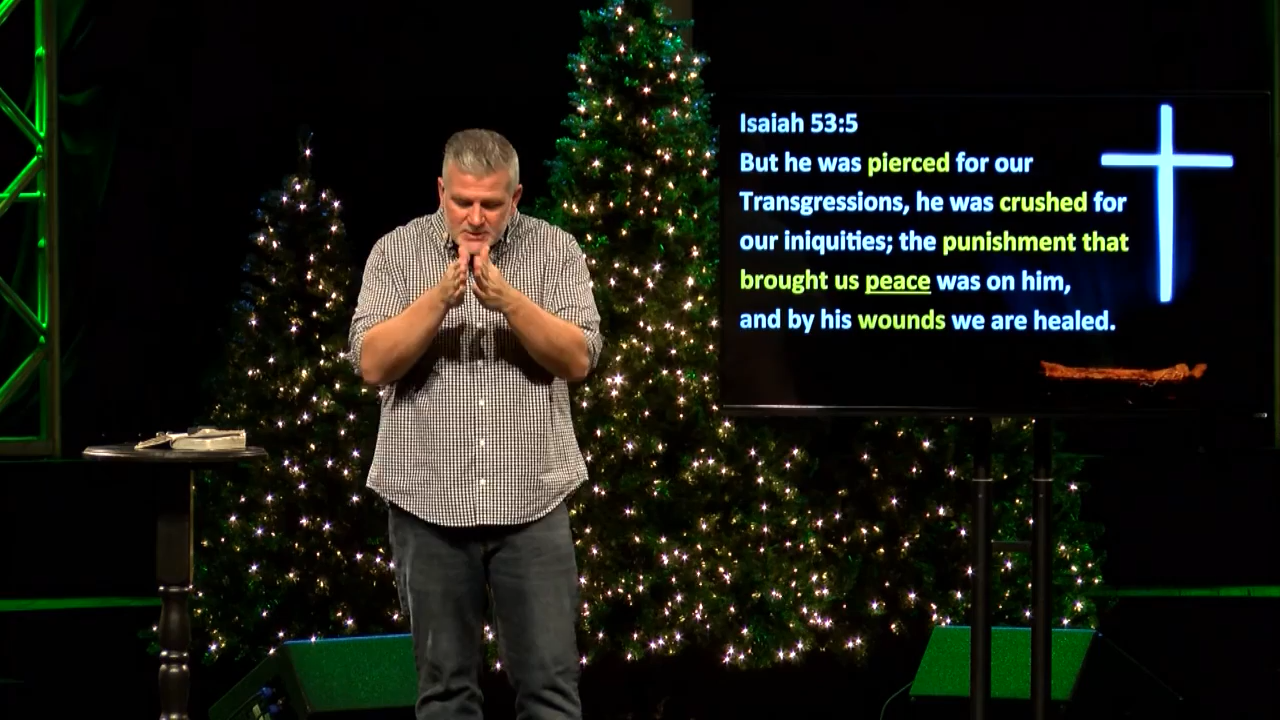 Isaiah 53:5
But he was pierced for our
Transgressions, he was crushed for
our iniquities; the punishment that
brought us peace was on him,
and by his wounds we are healed.